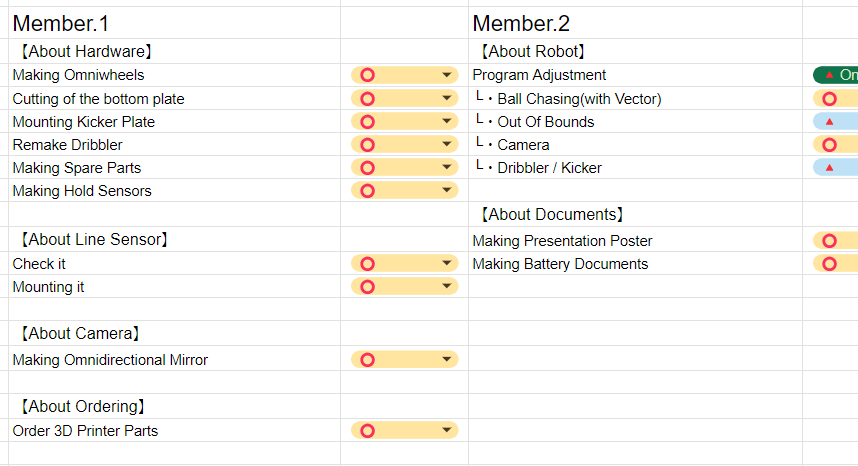 Member.1
【About Hardware】
Making Omniwheels
Cutting of the bottom plate
Mounting Kicker Plate
Remake Dribbler
Making Spare Parts
Making Hold Sensors
【About Line Sensor】
Check it
Mounting it
【About Camera】
Making Omnidirectional Mirror
【About Ordering】
Order 3D Printer Parts
Member.2
【About Robot】
Program Adjustment
└・Ball Chasing(with Vector)
└・Out Of Bounds
└・Camera
└・Dribbler / Kicker
【About Documents】
Making Presentation Poster
Making Battery Documents